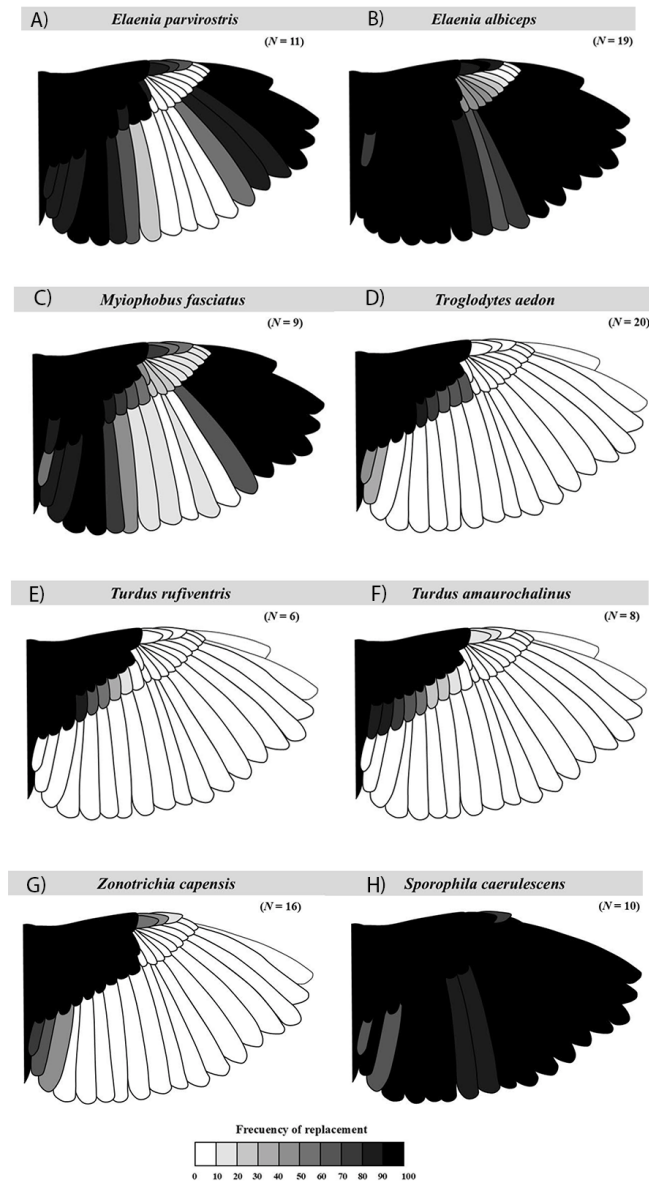 A) Elaenia parvirostris
(N = 11)
B) Elaenia albiceps
(N = 19)
C) Myiophobus fasciatus
(N = 9)
D) Troglodytes aedon
(N = 20)
E) Turdus rufiventris
(N = 6)
F) Turdus amaurochalinus
(N = 8)
G) Zonotrichia capensis
(N = 16)
H) Sporophila caerulescens
(N = 10)
Frecuency of replacement
0 10 20 30 40 50 60 70 80 90 100